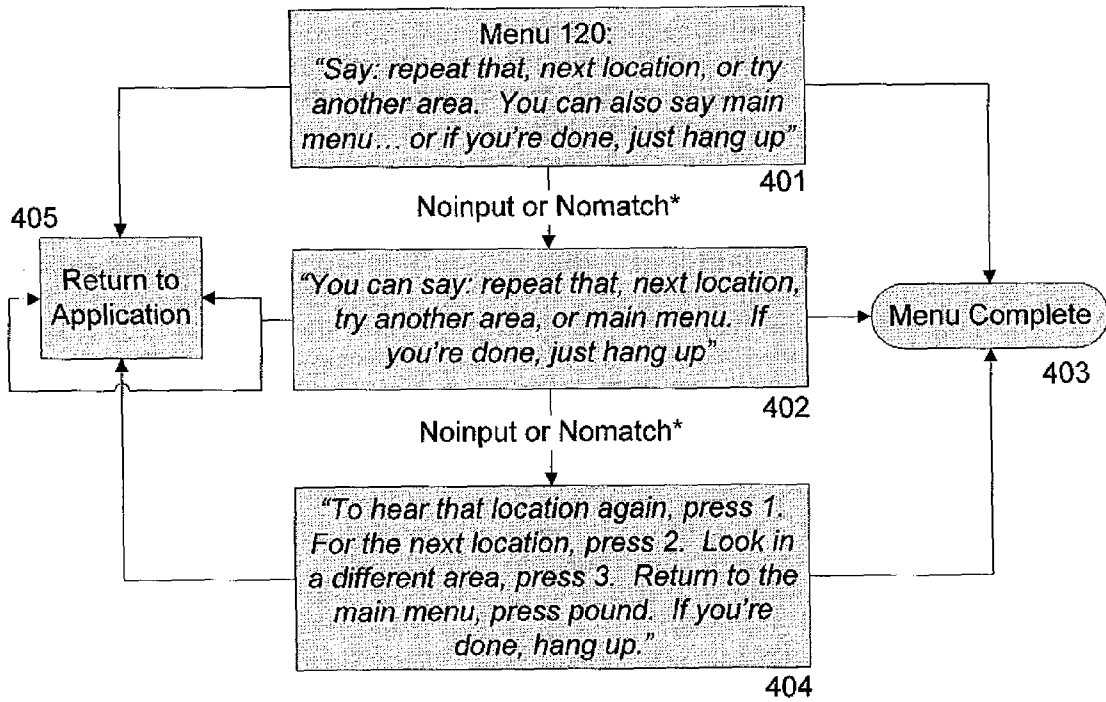 Menu 120:
“Say: repeat that, next location, or try
another area. You can also say main
menu… or if you're done, just hang up”
401
Noinput or Nomatch*
405
Return to
Application
“You can say: repeat that, next location,
try another area, or main menu. If
you're done, just hang up”
402
Menu Complete
403
Noinput or Nomatch*
“To hear that location again, press 1.
For the next location, press 2. Look in
a different area, press 3. Return to the
main menu, press pound. If you're
done, hang up.”
404